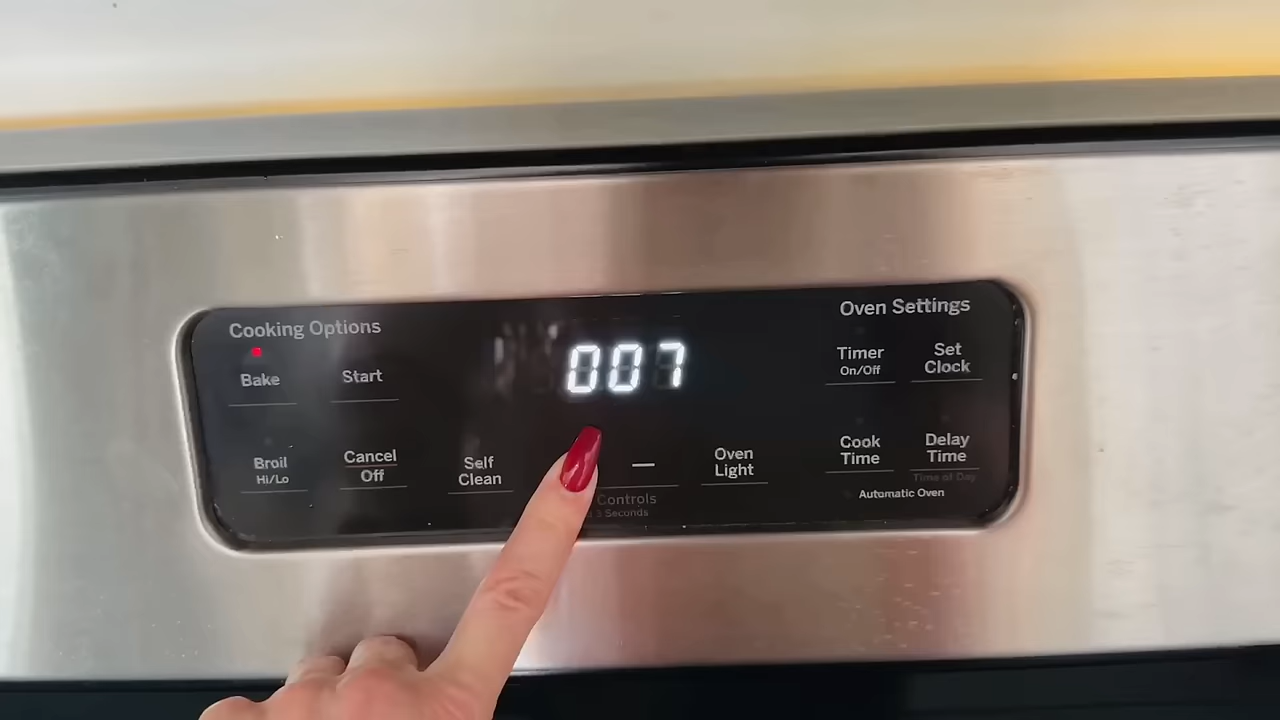 Cooking Options
Bake
Start
Broil
Hi/Lo
Cancel
Off
Self
Clean
007
—
Controls
3 Seconds
Oven
Light
Oven Settings
Timer
On/Off
Set
Clock
Cook
Time
Delay
Time
Time of Day
Automatic Oven